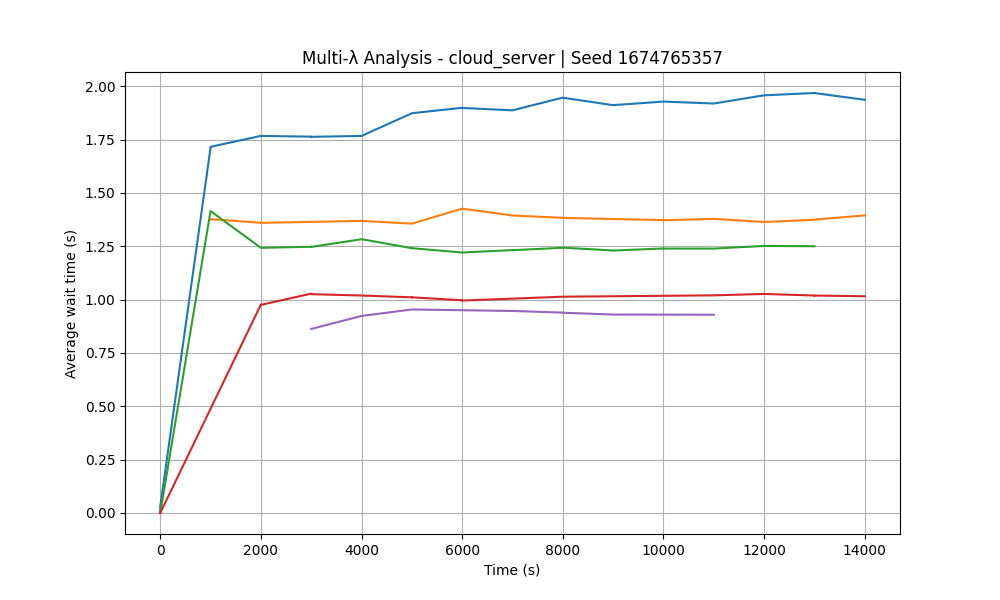 Multi-λ Analysis - cloud_server | Seed 1674765357
Average wait time (s)
2.00
1.75
1.50
1.25
1.00
0.75
0.50
0.25
0.00
0 2000 4000 6000 8000 10000 12000 14000
Time (s)